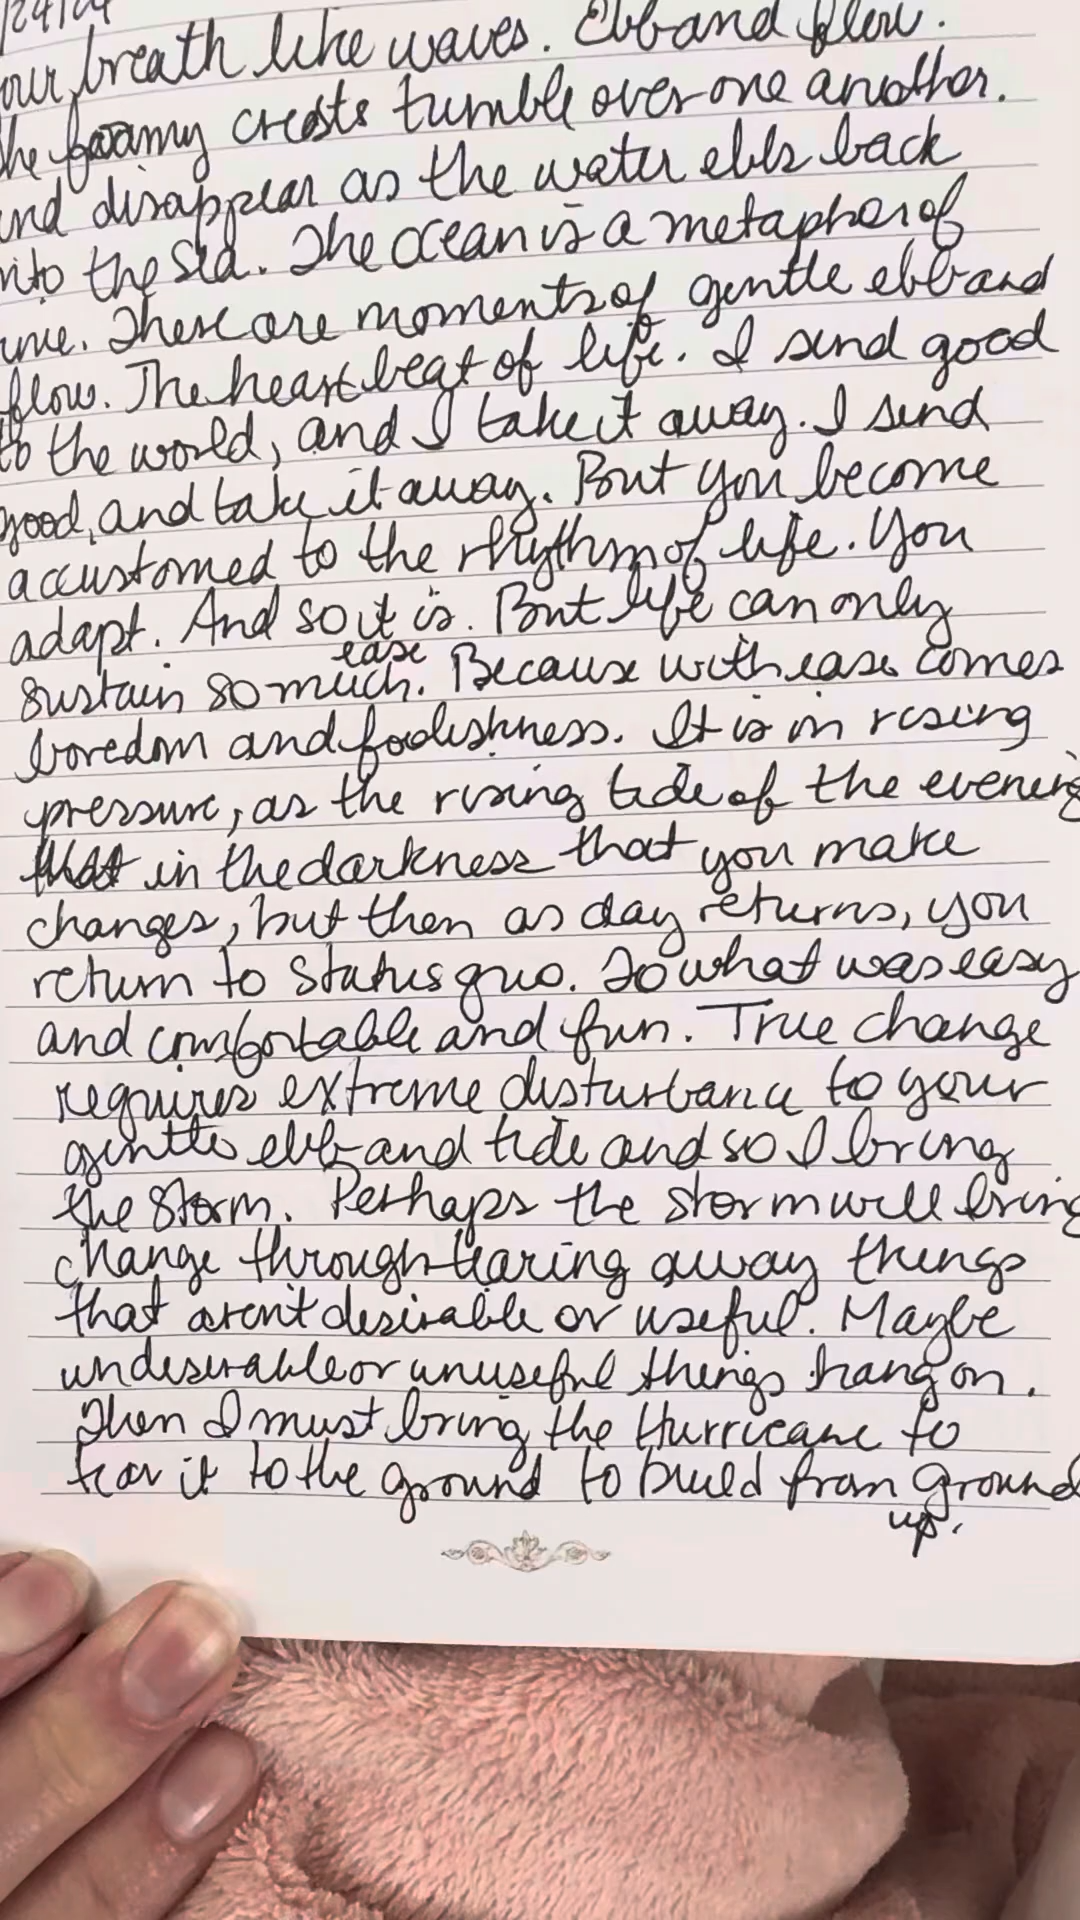 /24/24
our breath like waves. Ebb and flow.
he foamy crests tumble over one another.
and disappear as the water ebbs back
into the sea. The ocean is a metaphor of
me. There are moments of gentle ebb and
flow. The heartbeat of life. I send good
to the world, and I take it away. I send
good, and take it away. But you become
accustomed to the rhythm of life. You
adapt. And so it is. But life can only
sustain so much ease. Because with ease comes
boredom and foolishness. It is in rising
pressure, as the rising tide of the evening
in the darkness that you make
changes, but then as day returns, you
return to status quo. To what was easy
and comfortable and fun. True change
requires extreme disturbance to your
gentle ebb and tide and so I bring
the storm. Perhaps the storm will bring
change through tearing away things
that aren't desirable or useful. Maybe
undesirable or unuseful things hang on.
Then I must bring the Hurricane to
tear it to the ground to build from ground
up.